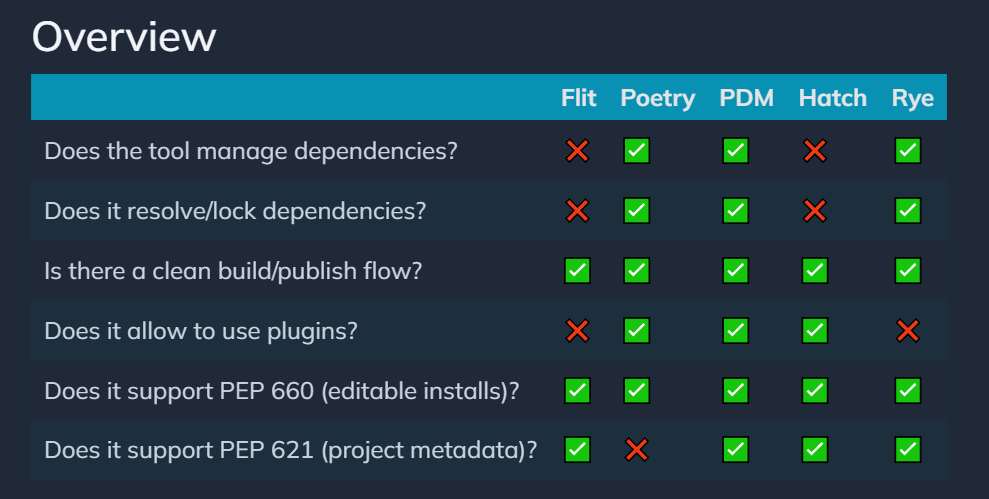 Overview
Flit Poetry PDM Hatch Rye
Does the tool manage dependencies? ❌ ✅ ✅ ❌ ✅
Does it resolve/lock dependencies? ❌ ✅ ✅ ❌ ✅
Is there a clean build/publish flow? ✅ ✅ ✅ ✅ ✅
Does it allow to use plugins? ❌ ✅ ✅ ✅ ❌
Does it support PEP 660 (editable installs)? ✅ ✅ ✅ ✅ ✅
Does it support PEP 621 (project metadata)? ✅ ❌ ✅ ✅ ✅